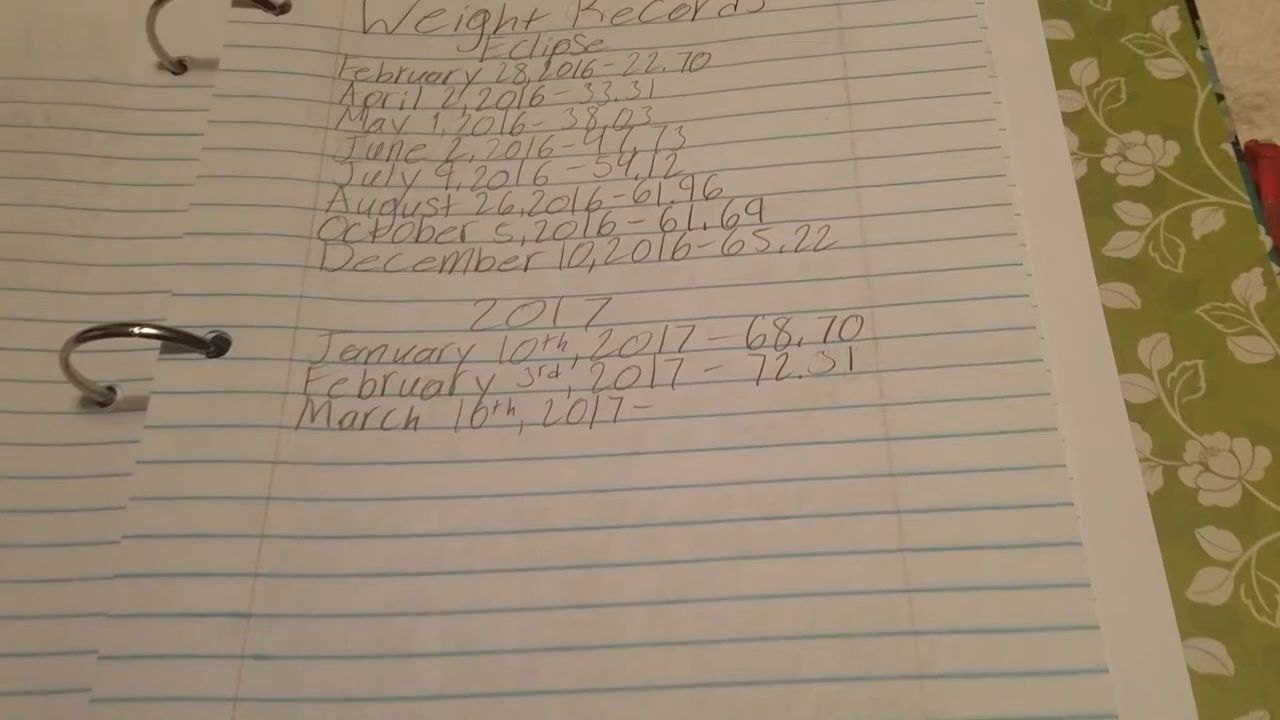 Weight Records
Eclipse
February 28,2016-22.70
April 2,2016-33.31
May 1,2016-38.03
June 2,2016-47.73
July 9,2016-54.12
August 26,2016-61.96
October 5,2016-61.69
December 10,2016-65.22
2017
January 10th, 2017-68.70
February 3rd, 2017-72.31
March 16th, 2017-